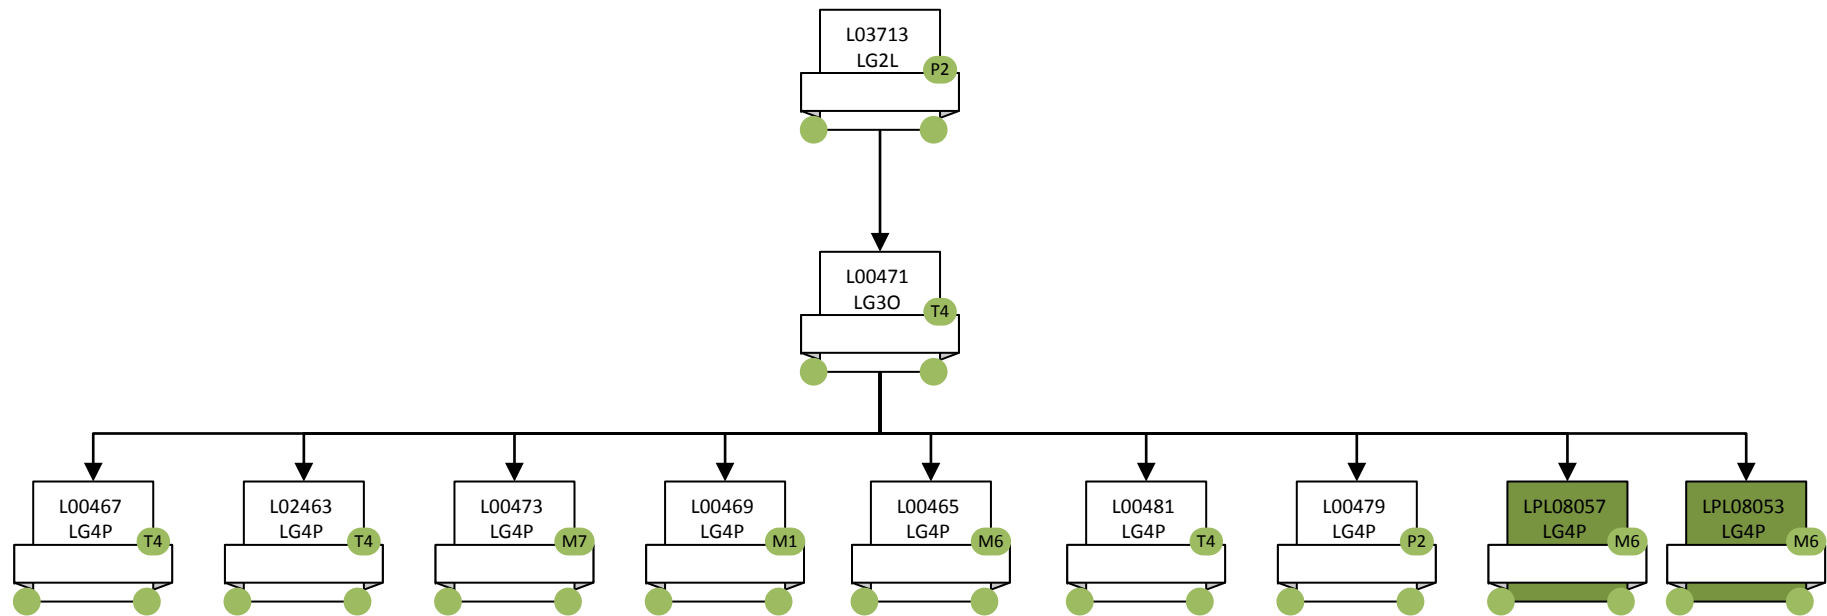 L03713
LG2L
P2
L00471
LG3O
T4
L00467
LG4P
T4
L02463
LG4P
T4
L00473
LG4P
M7
L00469
LG4P
M1
L00465
LG4P
M6
L00481
LG4P
T4
L00479
LG4P
P2
LPL08057
LG4P
M6
LPL08053
LG4P
M6